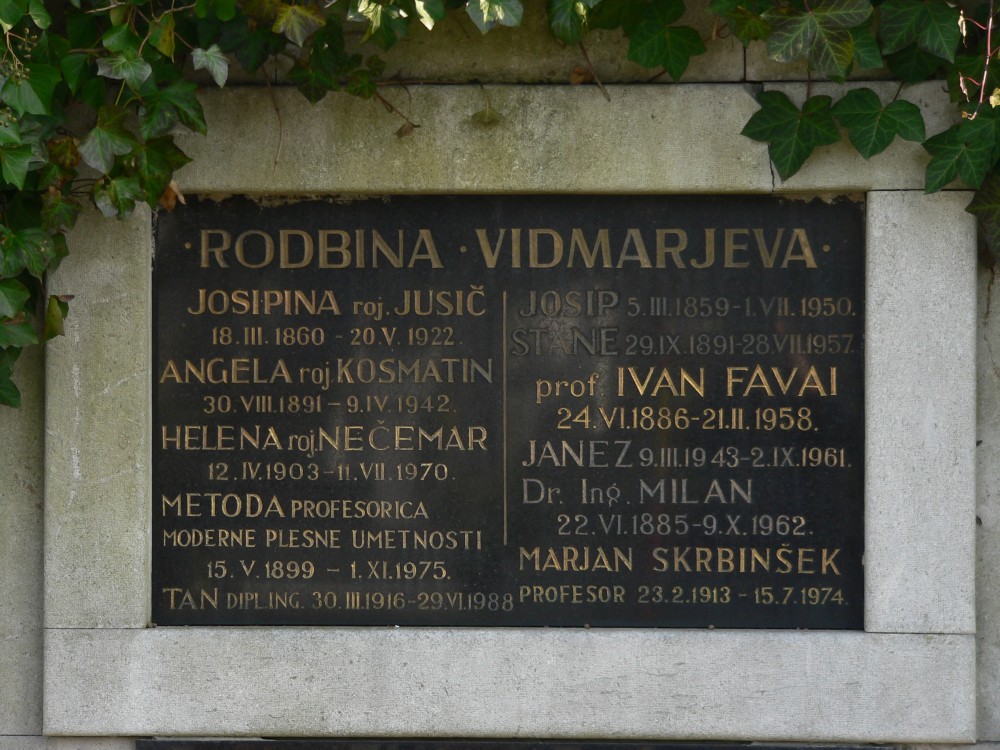 · RODBINA · VIDMARJEVA ·
JOSIPINA roj. JUSIČ
18. III. 1860 - 20. V. 1922.
ANGELA roj. KOSMATIN
30. VIII. 1891 - 9. IV. 1942.
HELENA roj. NEČEMAR
12. IV. 1903 - 11. VII. 1970.
METODA PROFESORICA
MODERNE PLESNE UMETNOSTI
15. V. 1899 - 1. XI. 1975.
TAN DIPL.ING. 30. III. 1916 - 29. VI. 1988
JOSIP 5. III. 1859 - 1. VII. 1950.
STANE 29. IX. 1891 - 28. VII. 1957.
prof. IVAN FAVAI
24. VI. 1886 - 21. II. 1958.
JANEZ 9. III. 1943 - 2. IX. 1961.
Dr. Ing. MILAN
22. VI. 1885 - 9. X. 1962.
MARJAN SKRBINŠEK
PROFESOR 23. 2. 1913 - 15. 7. 1974.